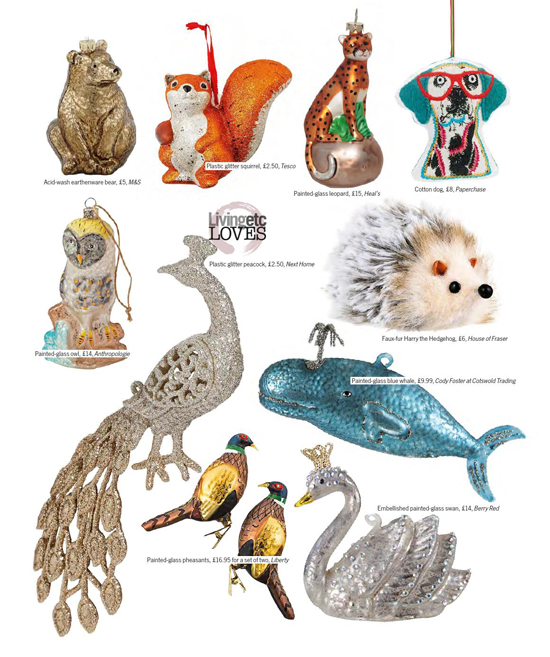 Acid-wash earthenware bear, £5, M&S
Plastic glitter squirrel, £2.50, Tesco
Painted-glass leopard, £15, Heal's
Cotton dog, £8, Paperchase
Livingetc
LOVES
Plastic glitter peacock, £2.50, Next Home
Painted-glass owl, £14, Anthropologie
Faux-fur Harry the Hedgehog, £6, House of Fraser
Painted-glass blue whale, £9.99, Cody Foster at Cotswold Trading
Embellished painted-glass swan, £14, Berry Red
Painted-glass pheasants, £16.95 for a set of two, Liberty